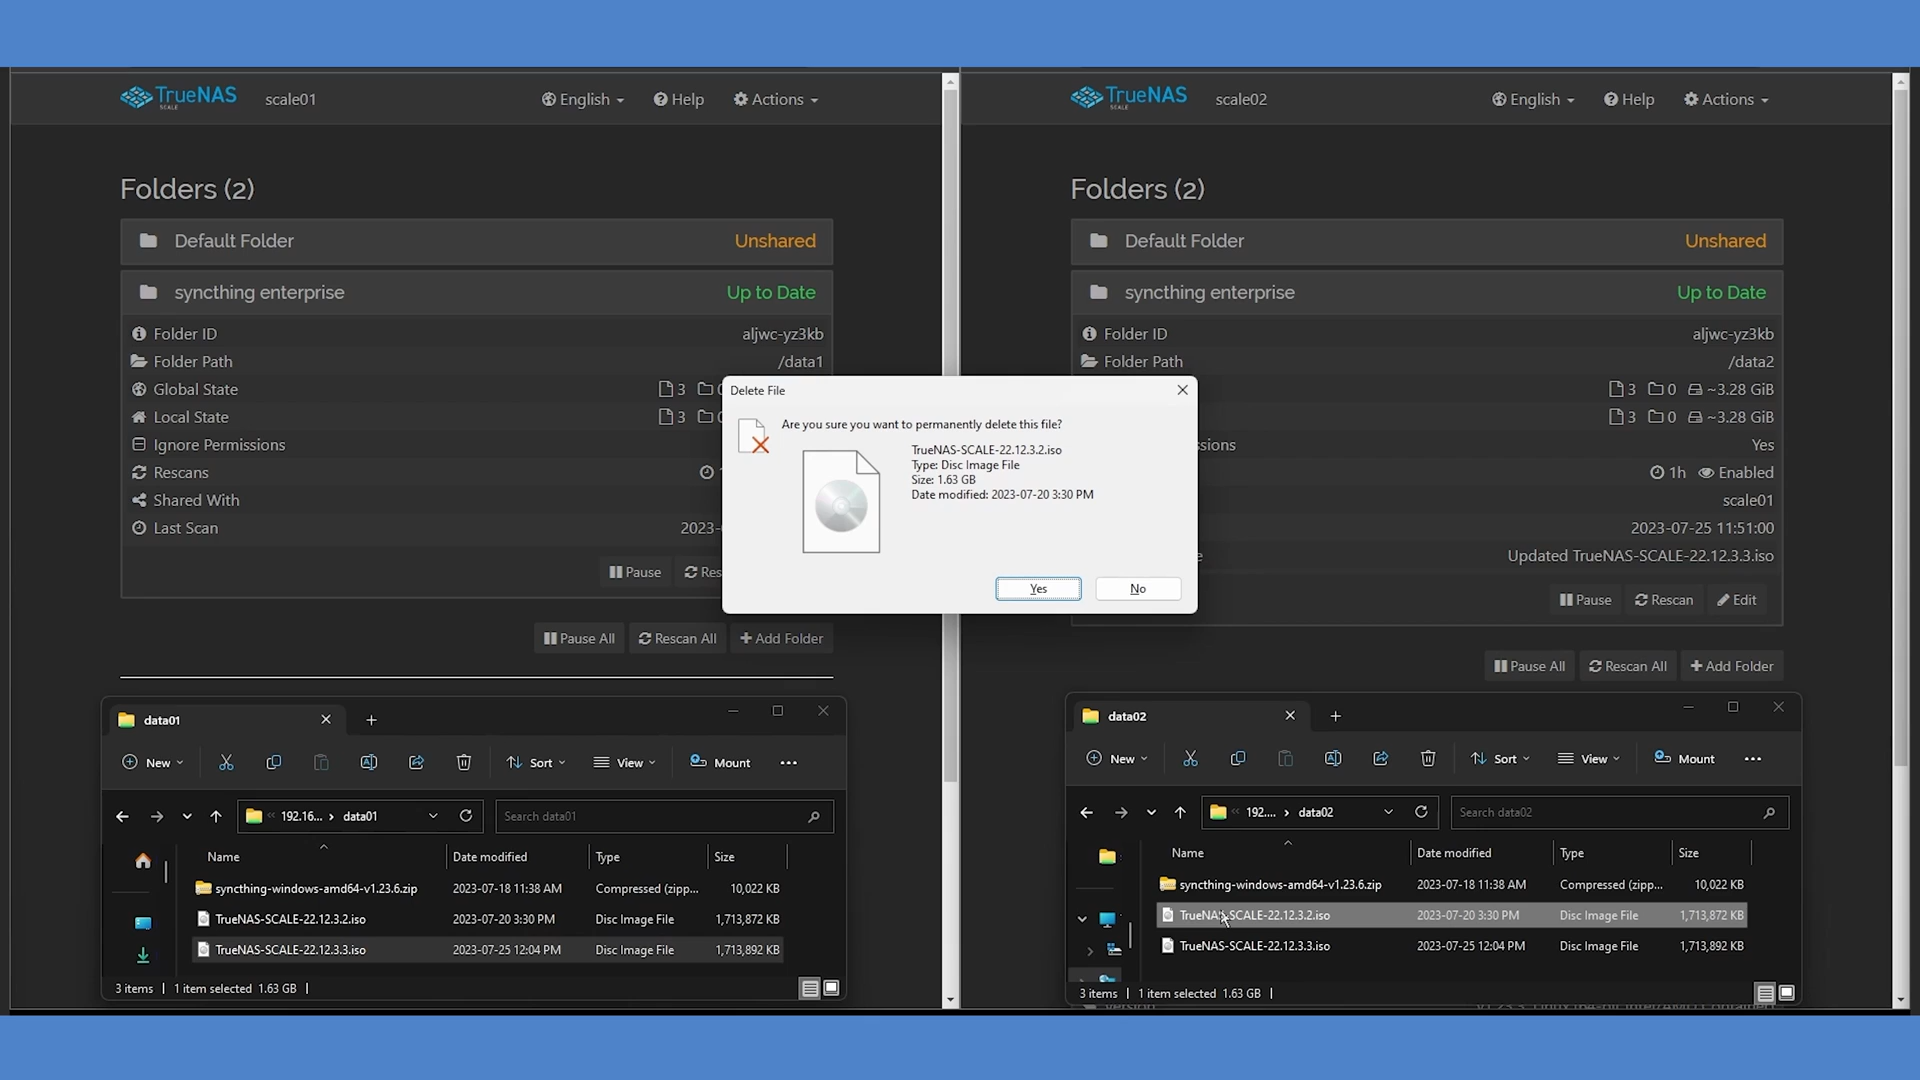 TrueNAS SCALE
scale01
English
Help
Actions
Folders (2)
Default Folder
Unshared
syncthing enterprise
Up to Date
Folder ID
aljwc-yz3kb
Folder Path
/data1
Global State
3
Local State
3
Ignore Permissions
Rescans
Shared With
Last Scan
2023-
Pause
Res
Pause All
Rescan All
Add Folder
TrueNAS SCALE
scale02
English
Help
Actions
Folders (2)
Default Folder
Unshared
syncthing enterprise
Up to Date
Folder ID
aljwc-yz3kb
Folder Path
/data2
3 0 ~3.28 GiB
3 0 ~3.28 GiB
ssions
Yes
1h Enabled
scale01
2023-07-25 11:51:00
Updated TrueNAS-SCALE-22.12.3.3.iso
Pause
Rescan
Edit
Pause All
Rescan All
Add Folder
Delete File
Are you sure you want to permanently delete this file?
TrueNAS-SCALE-22.12.3.2.iso
Type: Disc Image File
Size: 1.63 GB
Date modified: 2023-07-20 3:30 PM
Yes
No
data01
New
Sort
View
Mount
192.16... > data01
Search data01
Name Date modified Type Size
syncthing-windows-amd64-v1.23.6.zip 2023-07-18 11:38 AM Compressed (zipp... 10,022 KB
TrueNAS-SCALE-22.12.3.2.iso 2023-07-20 3:30 PM Disc Image File 1,713,872 KB
TrueNAS-SCALE-22.12.3.3.iso 2023-07-25 12:04 PM Disc Image File 1,713,892 KB
3 items | 1 item selected 1.63 GB |
data02
New
Sort
View
Mount
192.... > data02
Search data02
Name Date modified Type Size
syncthing-windows-amd64-v1.23.6.zip 2023-07-18 11:38 AM Compressed (zipp... 10,022 KB
TrueNAS-SCALE-22.12.3.2.iso 2023-07-20 3:30 PM Disc Image File 1,713,872 KB
TrueNAS-SCALE-22.12.3.3.iso 2023-07-25 12:04 PM Disc Image File 1,713,892 KB
3 items | 1 item selected 1.63 GB |